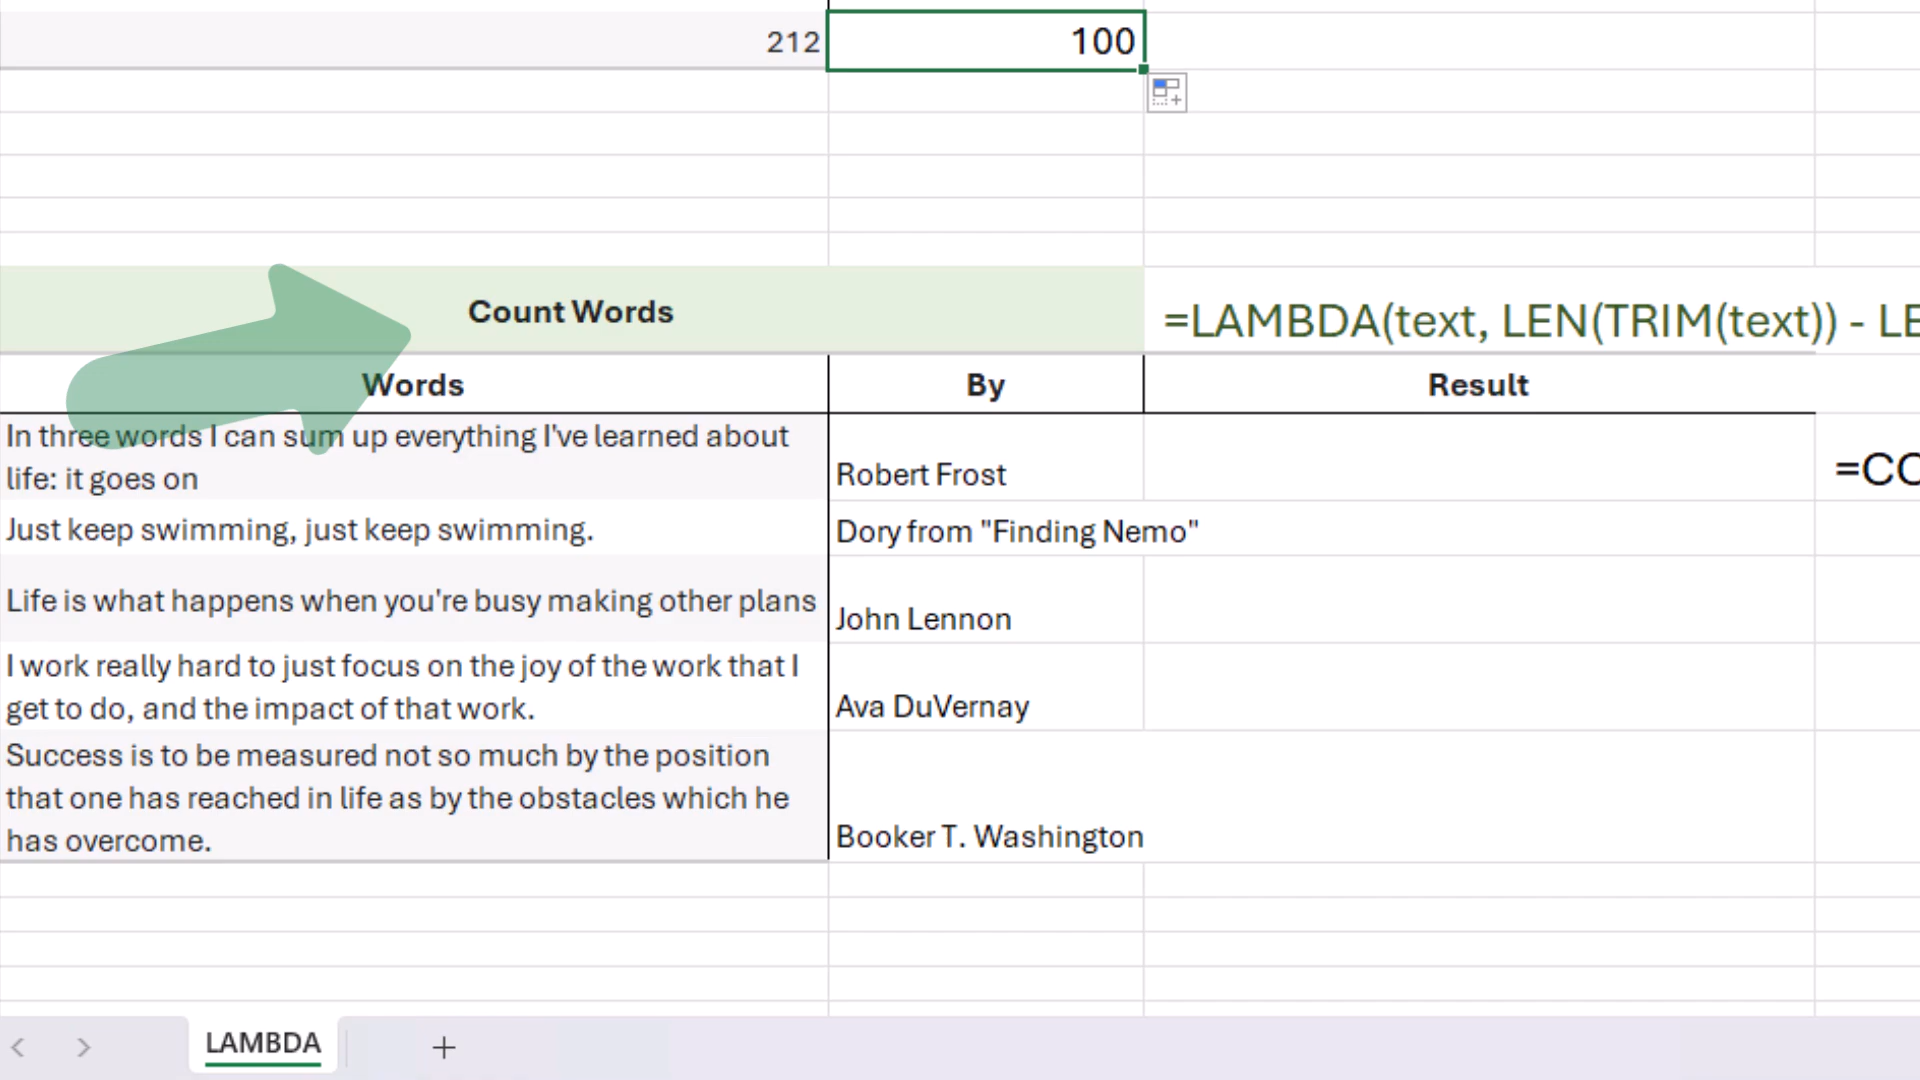 212 100
Count Words =LAMBDA(text, LEN(TRIM(text)) - LE
Words By Result
In three words I can sum up everything I've learned about
life: it goes on
Robert Frost =CO
Just keep swimming, just keep swimming. Dory from "Finding Nemo"
Life is what happens when you're busy making other plans John Lennon
I work really hard to just focus on the joy of the work that I
get to do, and the impact of that work. Ava DuVernay
Success is to be measured not so much by the position
that one has reached in life as by the obstacles which he
has overcome. Booker T. Washington
LAMBDA